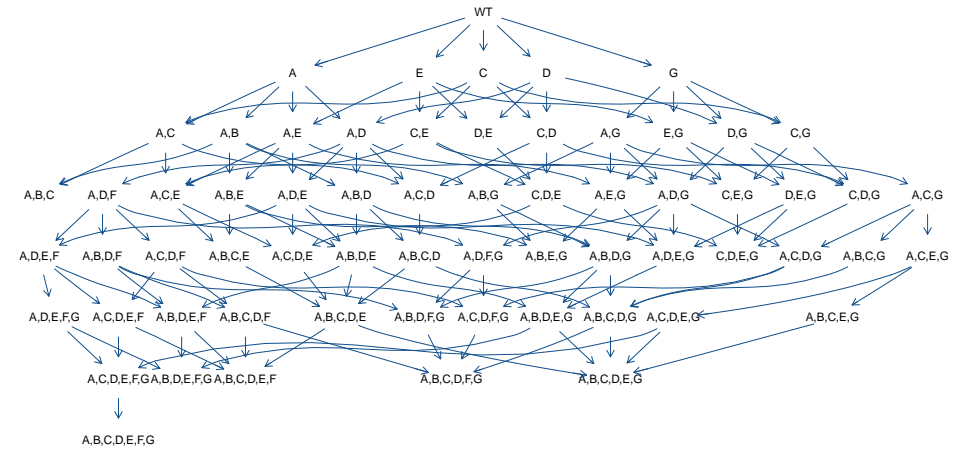 WT
A E C D G
A,C A,B A,E A,D C,E D,E C,D A,G E,G D,G C,G
A,B,C A,D,F A,C,E A,B,E A,D,E A,B,D A,C,D A,B,G C,D,E A,E,G A,D,G C,E,G D,E,G C,D,G A,C,G
A,D,E,F A,B,D,F A,C,D,F A,B,C,E A,C,D,E A,B,D,E A,B,C,D A,D,F,G A,B,E,G A,B,D,G A,D,E,G C,D,E,G A,C,D,G A,B,C,G A,C,E,G
A,D,E,F,G A,C,D,E,F A,B,D,E,F A,B,C,D,F A,B,C,D,E A,B,D,F,G A,C,D,F,G A,B,D,E,G A,B,C,D,G A,C,D,E,G A,B,C,E,G
A,C,D,E,F,G A,B,D,E,F,G A,B,C,D,E,F A,B,C,D,F,G A,B,C,D,E,G
A,B,C,D,E,F,G